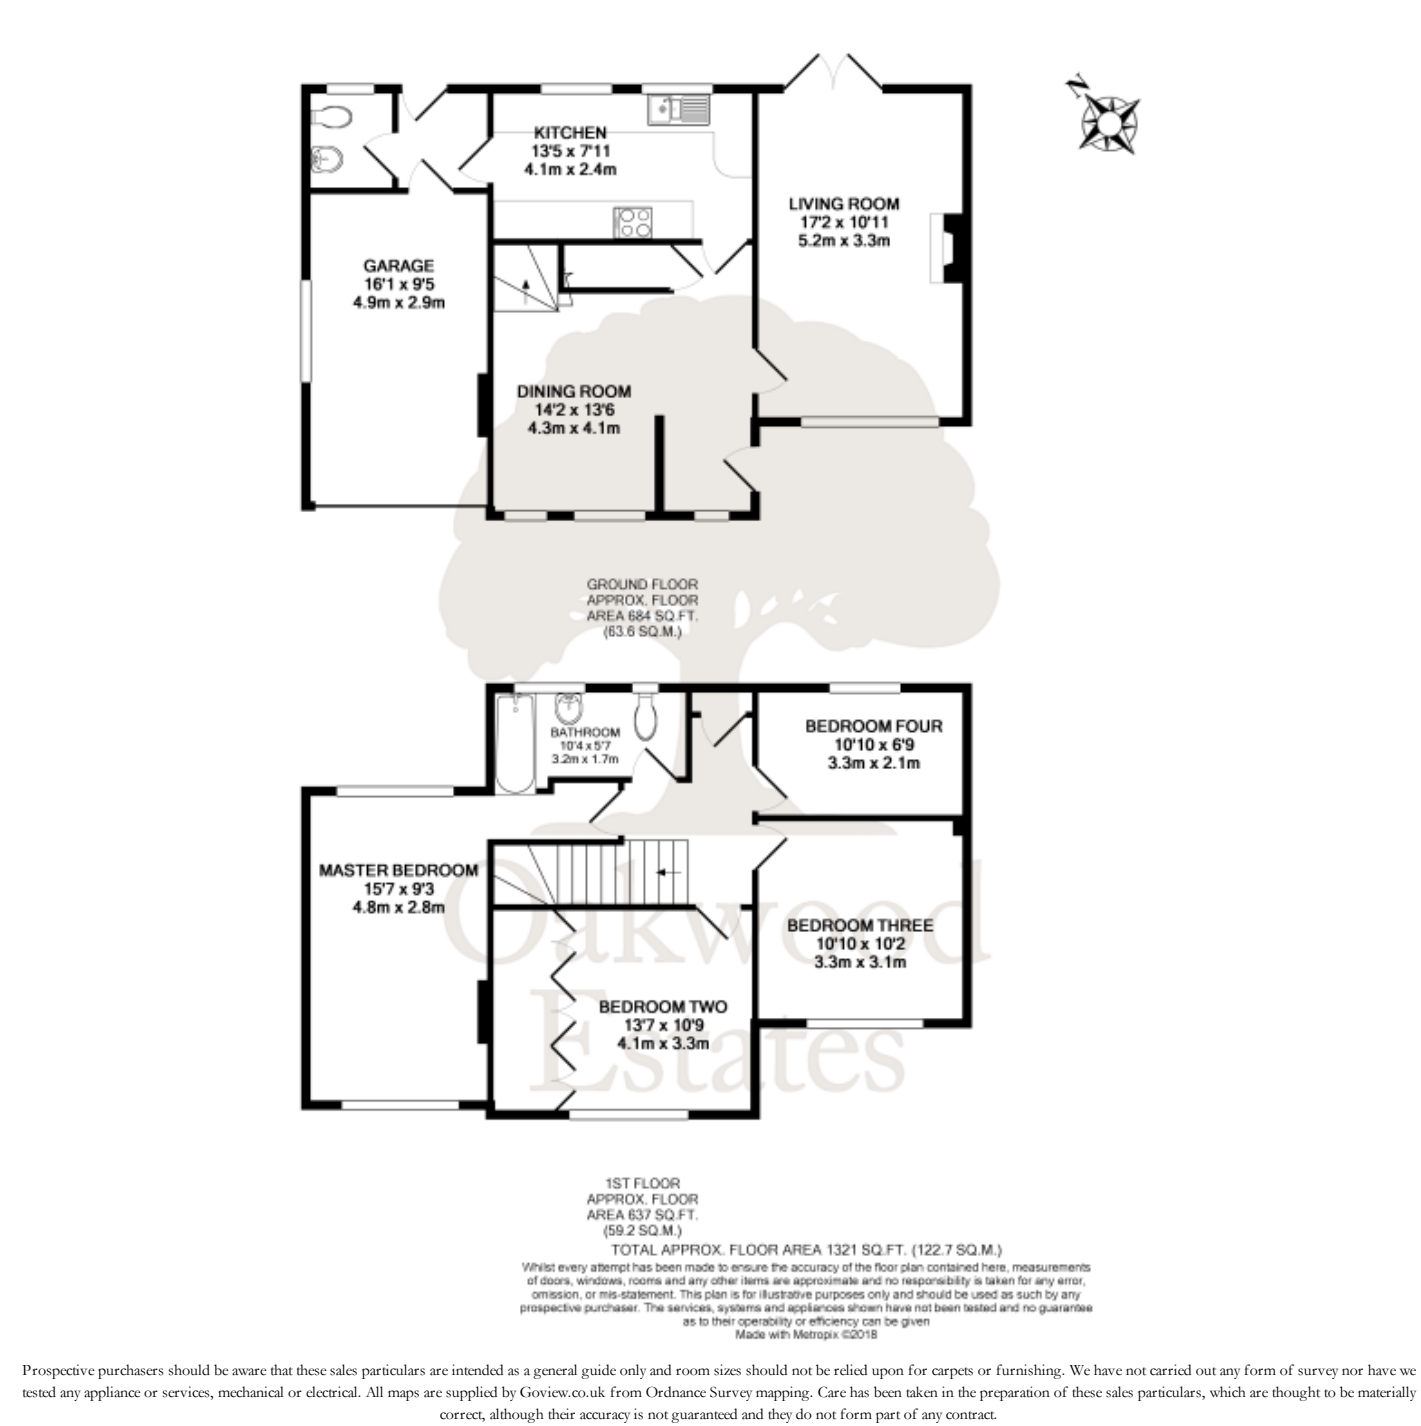 N
KITCHEN
13'5 x 7'11
4.1m x 2.4m
LIVING ROOM
17'2 x 10'11
5.2m x 3.3m
GARAGE
16'1 x 9'5
4.9m x 2.9m
DINING ROOM
14'2 x 13'6
4.3m x 4.1m
GROUND FLOOR
APPROX. FLOOR
AREA 684 SQ.FT.
(63.6 SQ.M.)
BATHROOM
10'4 x 5'7
3.2m x 1.7m
BEDROOM FOUR
10'10 x 6'9
3.3m x 2.1m
MASTER BEDROOM
15'7 x 9'3
4.8m x 2.8m
Oakwood
Estates
BEDROOM THREE
10'10 x 10'2
3.3m x 3.1m
BEDROOM TWO
13'7 x 10'9
4.1m x 3.3m
1ST FLOOR
APPROX. FLOOR
AREA 637 SQ.FT.
(59.2 SQ.M.)
TOTAL APPROX. FLOOR AREA 1321 SQ.FT. (122.7 SQ.M.)
Whilst every attempt has been made to ensure the accuracy of the floor plan contained here, measurements
of doors, windows, rooms and any other items are approximate and no responsibility is taken for any error,
omission, or mis-statement. This plan is for illustrative purposes only and should be used as such by any
prospective purchaser. The services, systems and appliances shown have not been tested and no guarantee
as to their operability or efficiency can be given
Made with Metropix ©2018
Prospective purchasers should be aware that these sales particulars are intended as a general guide only and room sizes should not be relied upon for carpets or furnishing. We have not carried out any form of survey nor have we
tested any appliance or services, mechanical or electrical. All maps are supplied by Goview.co.uk from Ordnance Survey mapping. Care has been taken in the preparation of these sales particulars, which are thought to be materially
correct, although their accuracy is not guaranteed and they do not form part of any contract.